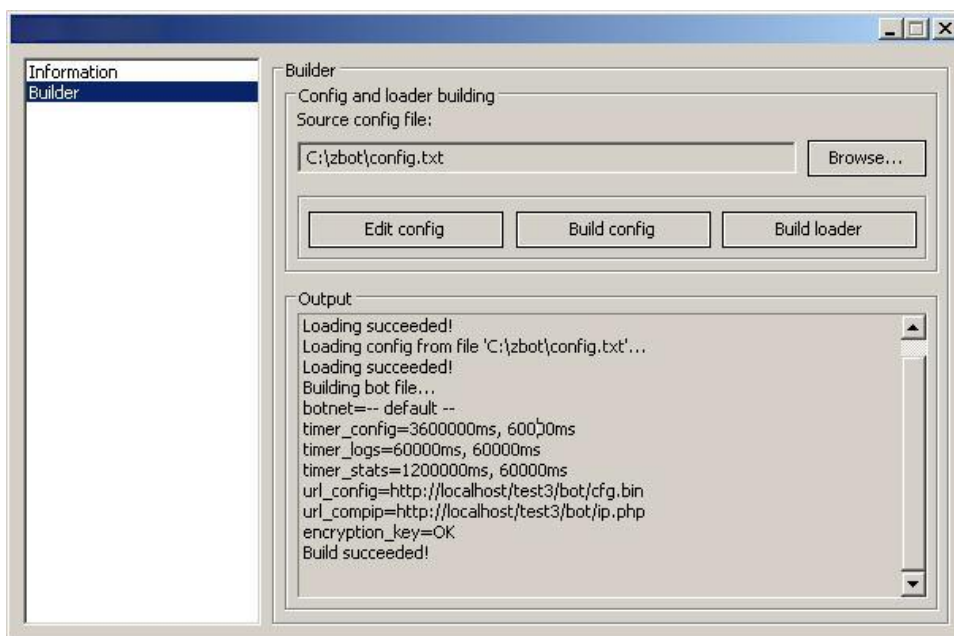 Information
Builder
Builder
Config and loader building
Source config file:
C:\zbot\config.txt
Browse...
Edit config
Build config
Build loader
Output
Loading succeeded!
Loading config from file 'C:\zbot\config.txt'...
Loading succeeded!
Building bot file...
botnet=-- default --
timer_config=3600000ms, 60000ms
timer_logs=60000ms, 60000ms
timer_stats=1200000ms, 60000ms
url_config=http://localhost/test3/bot/cfg.bin
url_compip=http://localhost/test3/bot/ip.php
encryption_key=OK
Build succeeded!